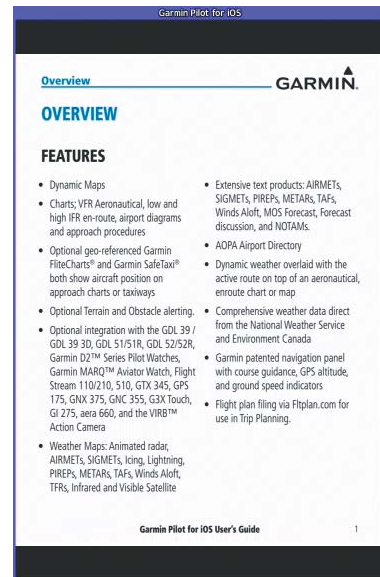 Garmin Pilot for iOS
Overview
GARMIN.
OVERVIEW
FEATURES
• Dynamic Maps
• Charts; VFR Aeronautical, low and
high IFR en-route, airport diagrams
and approach procedures
• Optional geo-referenced Garmin
FliteCharts® and Garmin SafeTaxi®
both show aircraft position on
approach charts or taxiways
• Optional Terrain and Obstacle alerting.
• Optional integration with the GDL 39 /
GDL 39 3D, GDL 51/51R, GDL 52/52R,
Garmin D2™ Series Pilot Watches,
Garmin MARQ™ Aviator Watch, Flight
Stream 110/210, 510, GTX 345, GPS
175, GNX 375, GNC 355, G3X Touch,
GI 275, aera 660, and the VIRB™
Action Camera
• Weather Maps: Animated radar,
AIRMETs, SIGMETs, Icing, Lightning,
PIREPs, METARs, TAFs, Winds Aloft,
TFRs, Infrared and Visible Satellite
• Extensive text products: AIRMETs,
SIGMETs, PIREPs, METARs, TAFs,
Winds Aloft, MOS Forecast, Forecast
discussion, and NOTAMs.
• AOPA Airport Directory
• Dynamic weather overlaid with the
active route on top of an aeronautical,
enroute chart or map
• Comprehensive weather data direct
from the National Weather Service
and Environment Canada
• Garmin patented navigation panel
with course guidance, GPS altitude,
and ground speed indicators
• Flight plan filing via Fltplan.com for
use in Trip Planning.
Garmin Pilot for iOS User's Guide
1